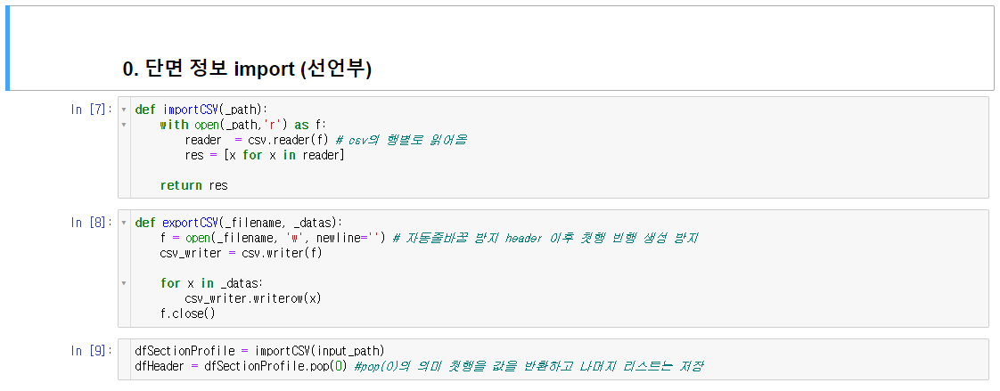 0. 단면 정보 import (선언부)
In [7]:
def importCSV(_path):
    with open(_path,'r') as f:
        reader  = csv.reader(f) # csv의 행별로 읽어옴
        res = [x for x in reader]
    return res
In [8]:
def exportCSV(_filename, _datas):
    f = open(_filename, 'w', newline='') # 자동줄바꿈 방지 header 이후 첫행 빈행 생성 방지
    csv_writer = csv.writer(f)
    for x in _datas:
        csv_writer.writerow(x)
    f.close()
In [9]:
dfSectionProfile = importCSV(input_path)
dfHeader = dfSectionProfile.pop(0) #pop(0)의 의미 첫행을 값을 반환하고 나머지 리스트는 저장